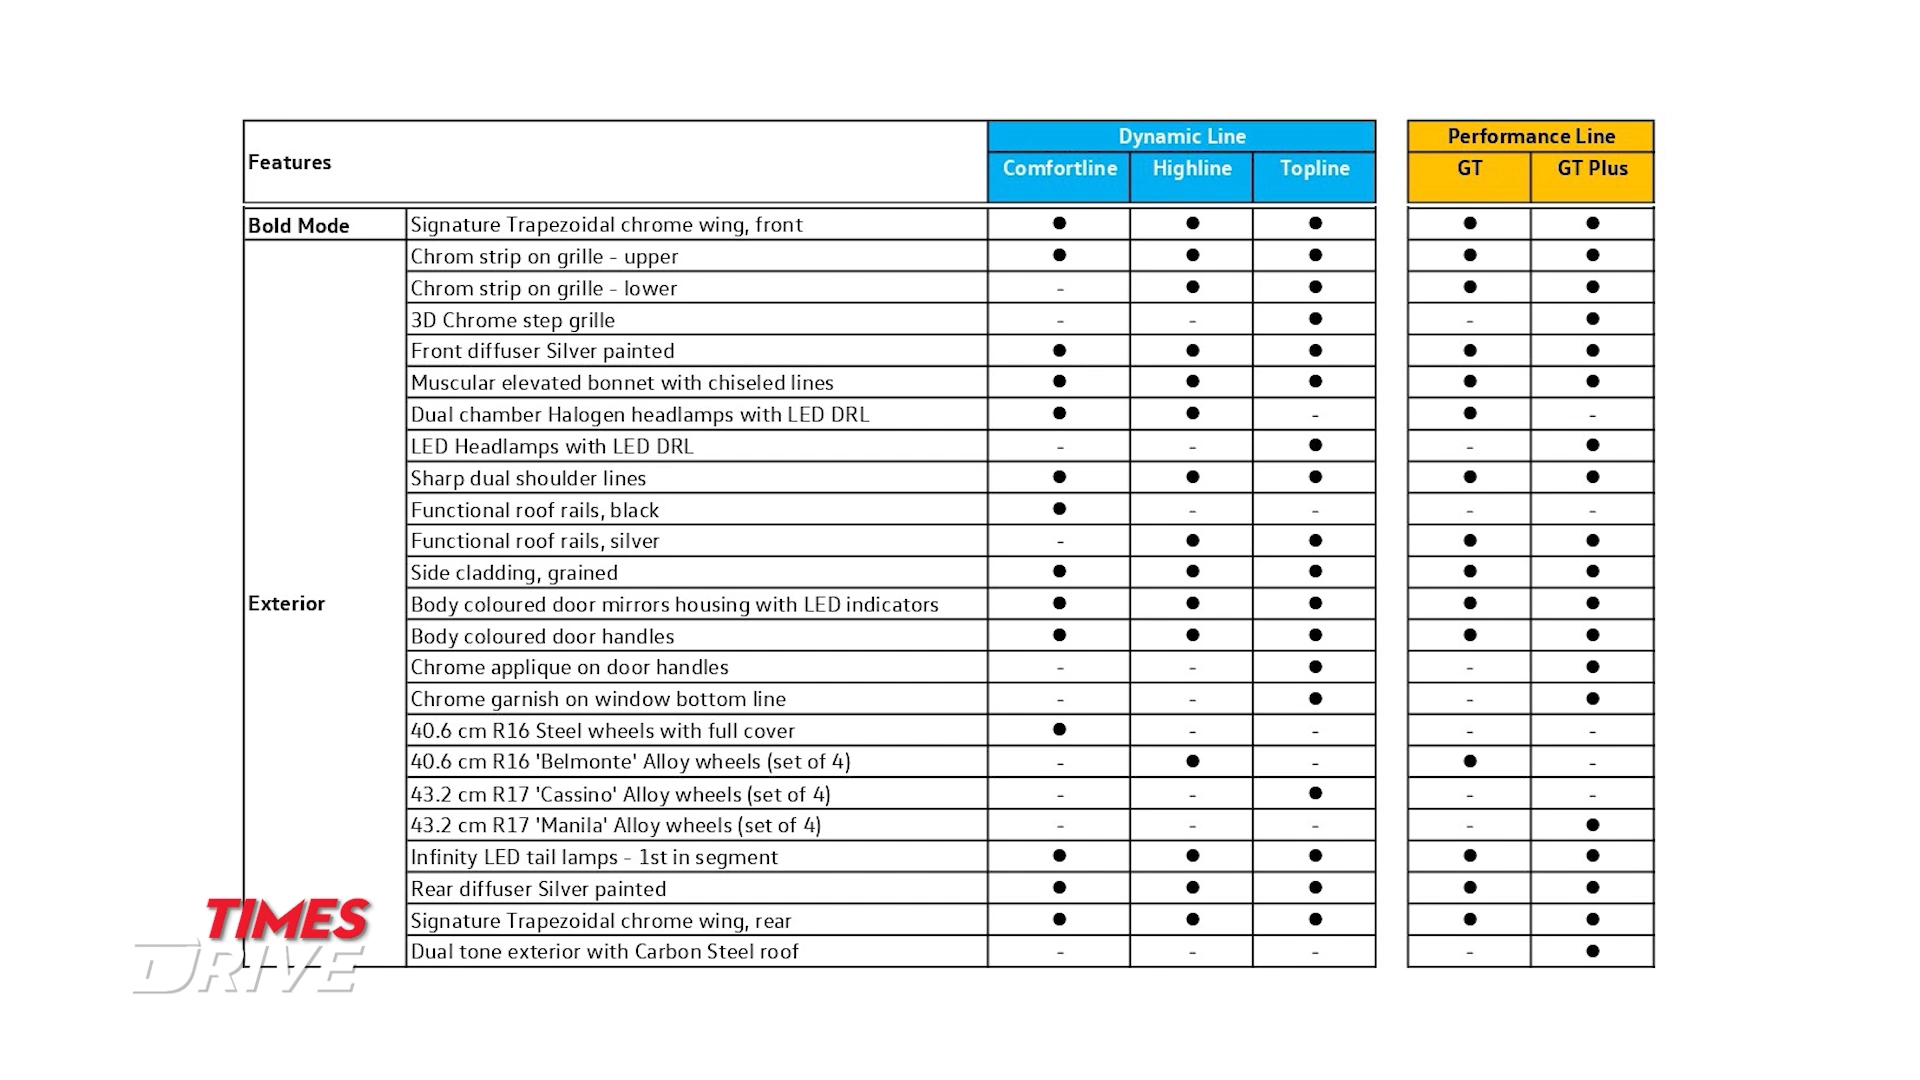 Features Dynamic Line Performance Line
Comfortline Highline Topline GT GT Plus
Bold Mode Signature Trapezoidal chrome wing, front ● ● ● ● ●
Exterior
Chrom strip on grille - upper ● ● ● ● ●
Chrom strip on grille - lower - ● ● ● ●
3D Chrome step grille - - ● - ●
Front diffuser Silver painted ● ● ● ● ●
Muscular elevated bonnet with chiseled lines ● ● ● ● ●
Dual chamber Halogen headlamps with LED DRL ● ● - ● -
LED Headlamps with LED DRL - - ● - ●
Sharp dual shoulder lines ● ● ● ● ●
Functional roof rails, black ● - - - -
Functional roof rails, silver - ● ● ● ●
Side cladding, grained ● ● ● ● ●
Body coloured door mirrors housing with LED indicators ● ● ● ● ●
Body coloured door handles ● ● ● ● ●
Chrome applique on door handles - - ● - ●
Chrome garnish on window bottom line - - ● - ●
40.6 cm R16 Steel wheels with full cover ● - - - -
40.6 cm R16 'Belmonte' Alloy wheels (set of 4) - ● - ● -
43.2 cm R17 'Cassino' Alloy wheels (set of 4) - - ● - -
43.2 cm R17 'Manila' Alloy wheels (set of 4) - - - - ●
Infinity LED tail lamps - 1st in segment ● ● ● ● ●
Rear diffuser Silver painted ● ● ● ● ●
Signature Trapezoidal chrome wing, rear ● ● ● ● ●
Dual tone exterior with Carbon Steel roof - - - - ●
TIMES
DRIVE